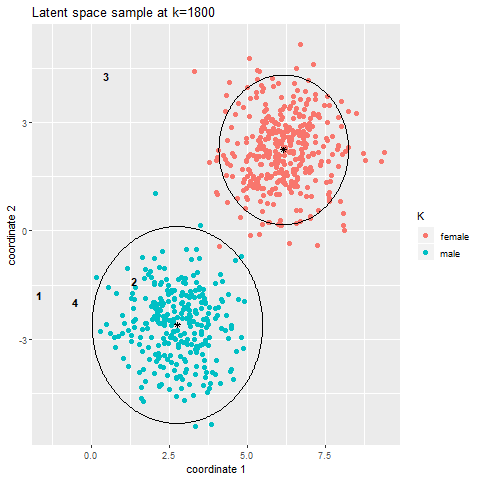 Latent space sample at k=1800
3
3
K
female
male
0
coordinate 2
2
1
4
-3
0.0 2.5 5.0 7.5
coordinate 1